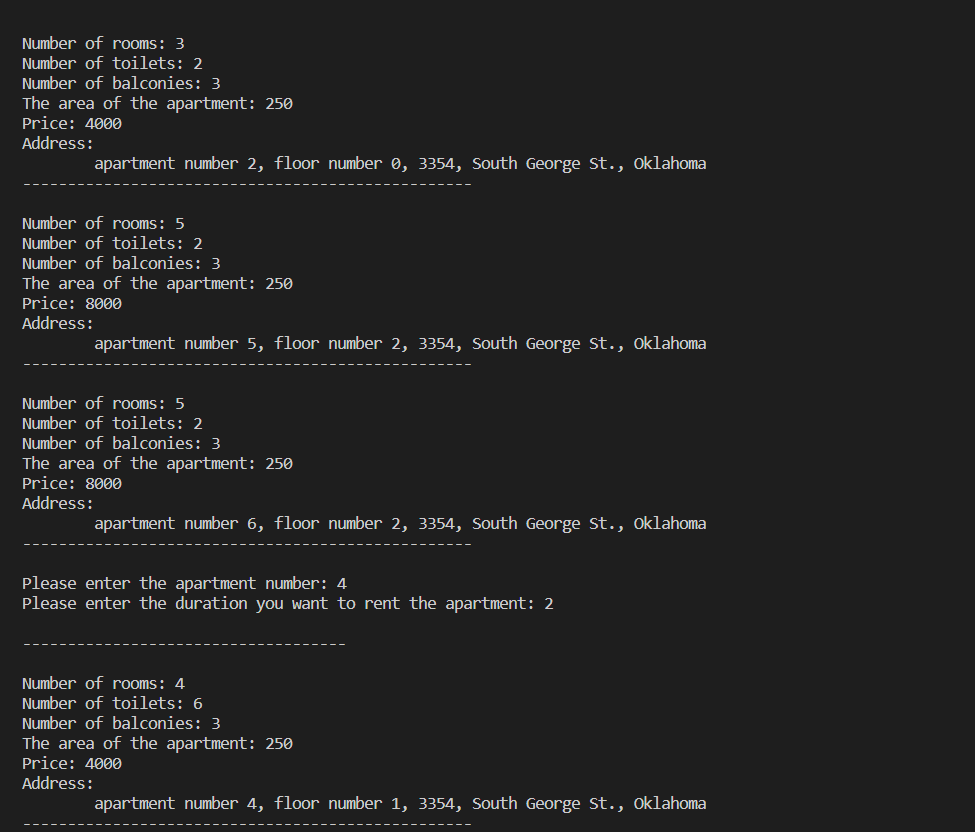 Number of rooms: 3
Number of toilets: 2
Number of balconies: 3
The area of the apartment: 250
Price: 4000
Address:
        apartment number 2, floor number 0, 3354, South George St., Oklahoma
--------------------------------------------------

Number of rooms: 5
Number of toilets: 2
Number of balconies: 3
The area of the apartment: 250
Price: 8000
Address:
        apartment number 5, floor number 2, 3354, South George St., Oklahoma
--------------------------------------------------

Number of rooms: 5
Number of toilets: 2
Number of balconies: 3
The area of the apartment: 250
Price: 8000
Address:
        apartment number 6, floor number 2, 3354, South George St., Oklahoma
--------------------------------------------------

Please enter the apartment number: 4
Please enter the duration you want to rent the apartment: 2

------------------------------------

Number of rooms: 4
Number of toilets: 6
Number of balconies: 3
The area of the apartment: 250
Price: 4000
Address:
        apartment number 4, floor number 1, 3354, South George St., Oklahoma
--------------------------------------------------